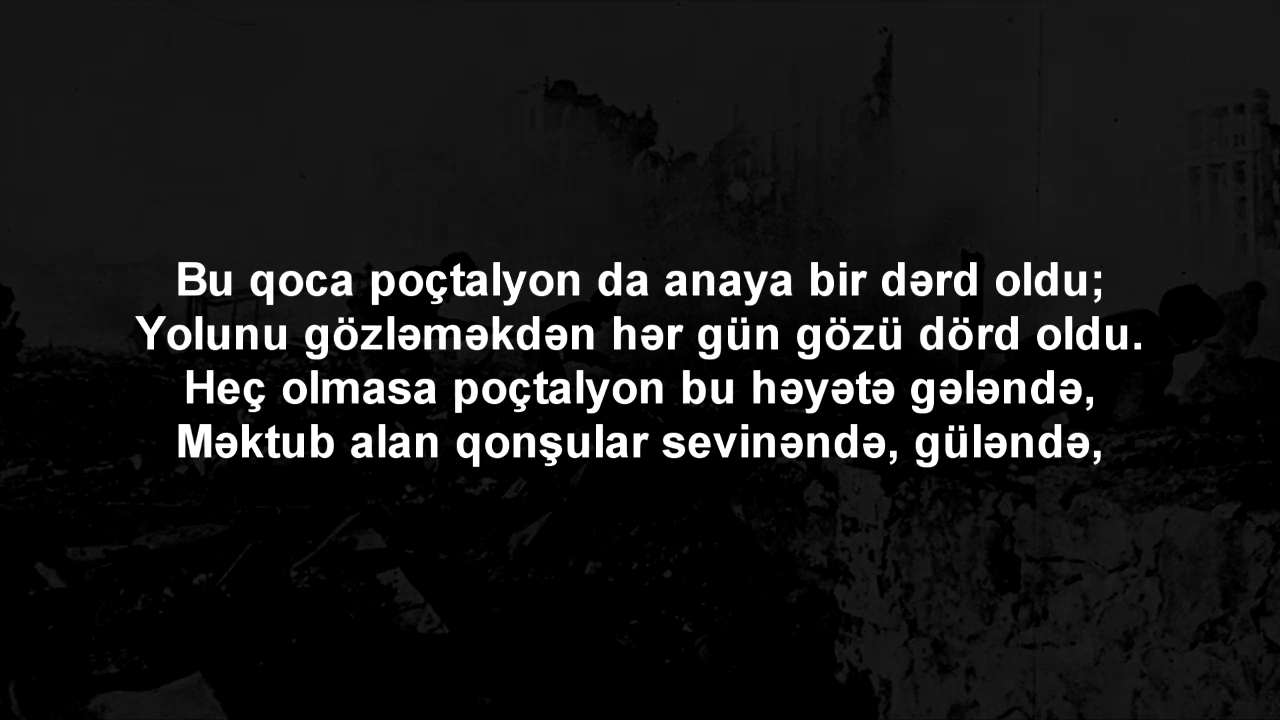 Bu qoca poçtalyon da anaya bir dərd oldu;
Yolunu gözləməkdən hər gün gözü dörd oldu.
Heç olmasa poçtalyon bu həyətə gələndə,
Məktub alan qonşular sevinəndə, güləndə,